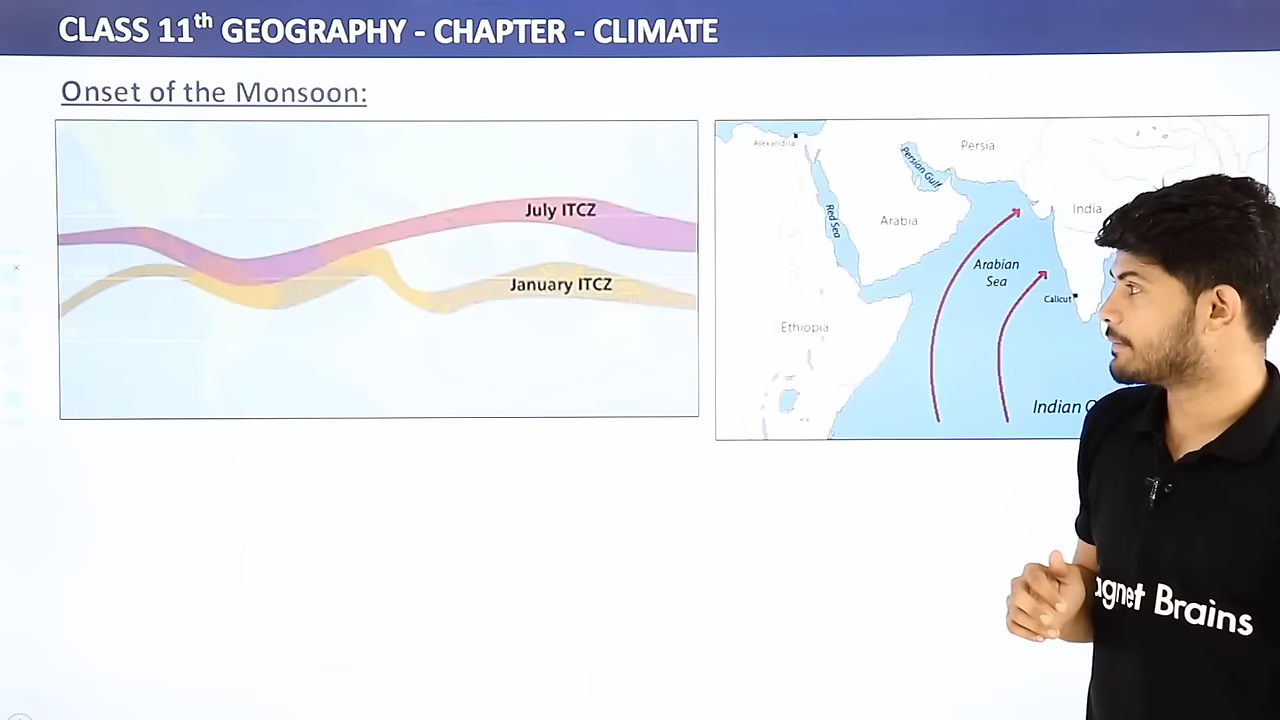 CLASS 11th GEOGRAPHY - CHAPTER - CLIMATE
Onset of the Monsoon:
July ITCZ
January ITCZ
Alexandria
Persian Gulf
Persia
Red Sea
Arabia
India
Arabian
Sea
Calicut
Ethiopia
Indian
agnet Brains